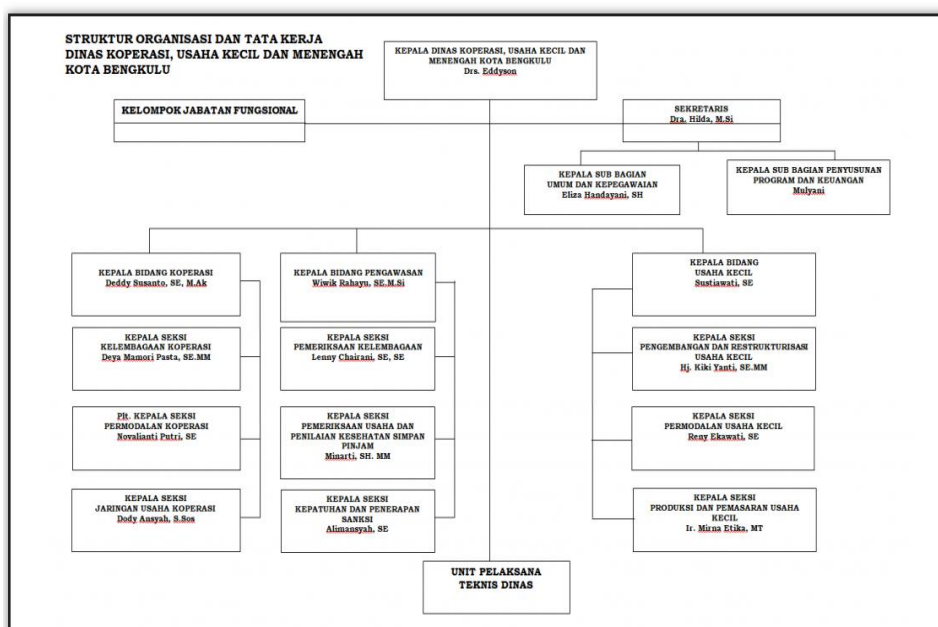 STRUKTUR ORGANISASI DAN TATA KERJA
DINAS KOPERASI, USAHA KECIL DAN MENENGAH
KOTA BENGKULU
KEPALA DINAS KOPERASI, USAHA KECIL DAN
MENENGAH KOTA BENGKULU
Drs. Eddyson
KELOMPOK JABATAN FUNGSIONAL
SEKRETARIS
Dra. Hilda, M.Si
KEPALA SUB BAGIAN
UMUM DAN KEPEGAWAIAN
Eliza Handayani, SH
KEPALA SUB BAGIAN PENYUSUNAN
PROGRAM DAN KEUANGAN
Mulyani
KEPALA BIDANG KOPERASI
Deddy Susanto, SE, M.Ak
KEPALA SEKSI
KELEMBAGAAN KOPERASI
Deya Mamori Pasta, SE.MM
Plt. KEPALA SEKSI
PERMODALAN KOPERASI
Novalianti Putri, SE
KEPALA SEKSI
JARINGAN USAHA KOPERASI
Dody Ansyah, S.Sos
KEPALA BIDANG PENGAWASAN
Wiwik Rahayu, SE.M.Si
KEPALA SEKSI
PEMERIKSAAN KELEMBAGAAN
Lenny Chairani, SE, SE
KEPALA SEKSI
PEMERIKSAAN USAHA DAN
PENILAIAN KESEHATAN SIMPAN
PINJAM
Minarti, SH. MM
KEPALA SEKSI
KEPATUHAN DAN PENERAPAN
SANKSI
Alimansyah, SE
KEPALA BIDANG
USAHA KECIL
Sustiawati, SE
KEPALA SEKSI
PENGEMBANGAN DAN RESTRUKTURISASI
USAHA KECIL
Hj. Kiki Yanti, SE.MM
KEPALA SEKSI
PERMODALAN USAHA KECIL
Reny Ekawati, SE
KEPALA SEKSI
PRODUKSI DAN PEMASARAN USAHA
KECIL
Ir. Mirna Etika, MT
UNIT PELAKSANA
TEKNIS DINAS